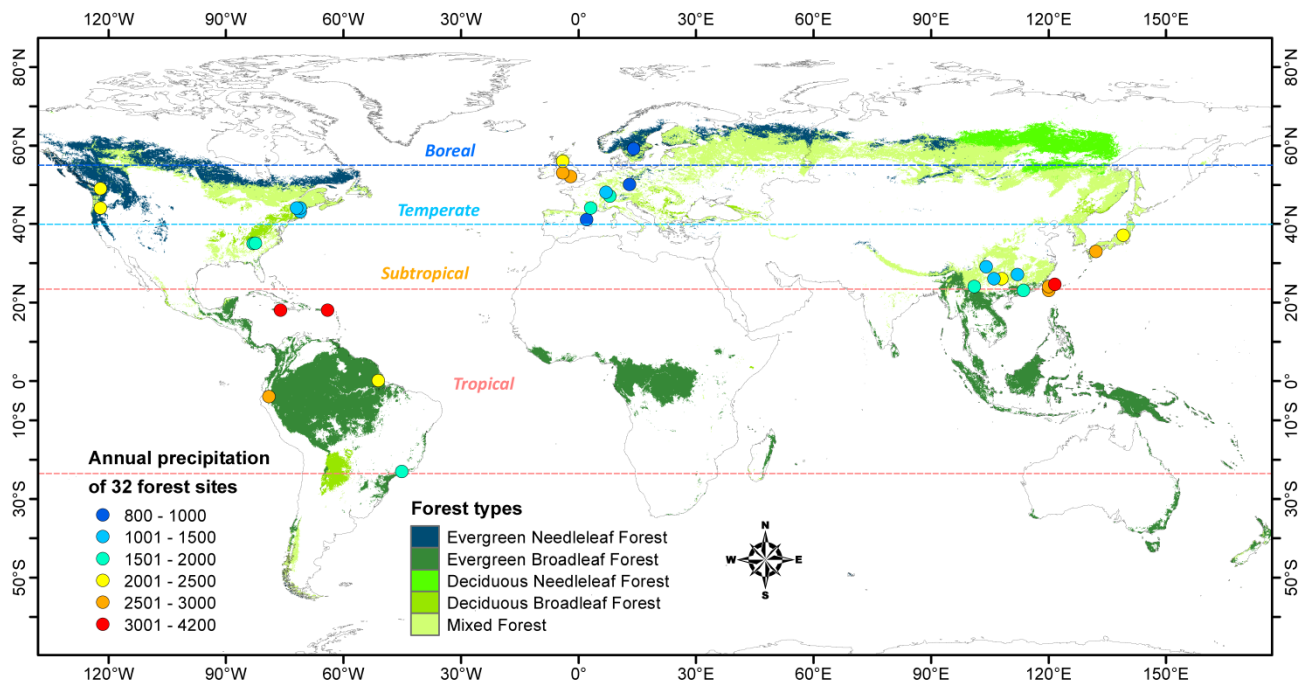 120°W 90°W 60°W 30°W 0° 30°E 60°E 90°E 120°E 150°E
80°N 80°N
60°N 60°N
Boreal
Temperate
40°N 40°N
Subtropical
20°N 20°N
Tropical
0° 0°
10°S 10°S
30°S 30°S
50°S 50°S
Annual precipitation
of 32 forest sites
800 - 1000
1001 - 1500
1501 - 2000
2001 - 2500
2501 - 3000
3001 - 4200
Forest types
Evergreen Needleleaf Forest
Evergreen Broadleaf Forest
Deciduous Needleleaf Forest
Deciduous Broadleaf Forest
Mixed Forest
N
W E
S
120°W 90°W 60°W 30°W 0° 30°E 60°E 90°E 120°E 150°E